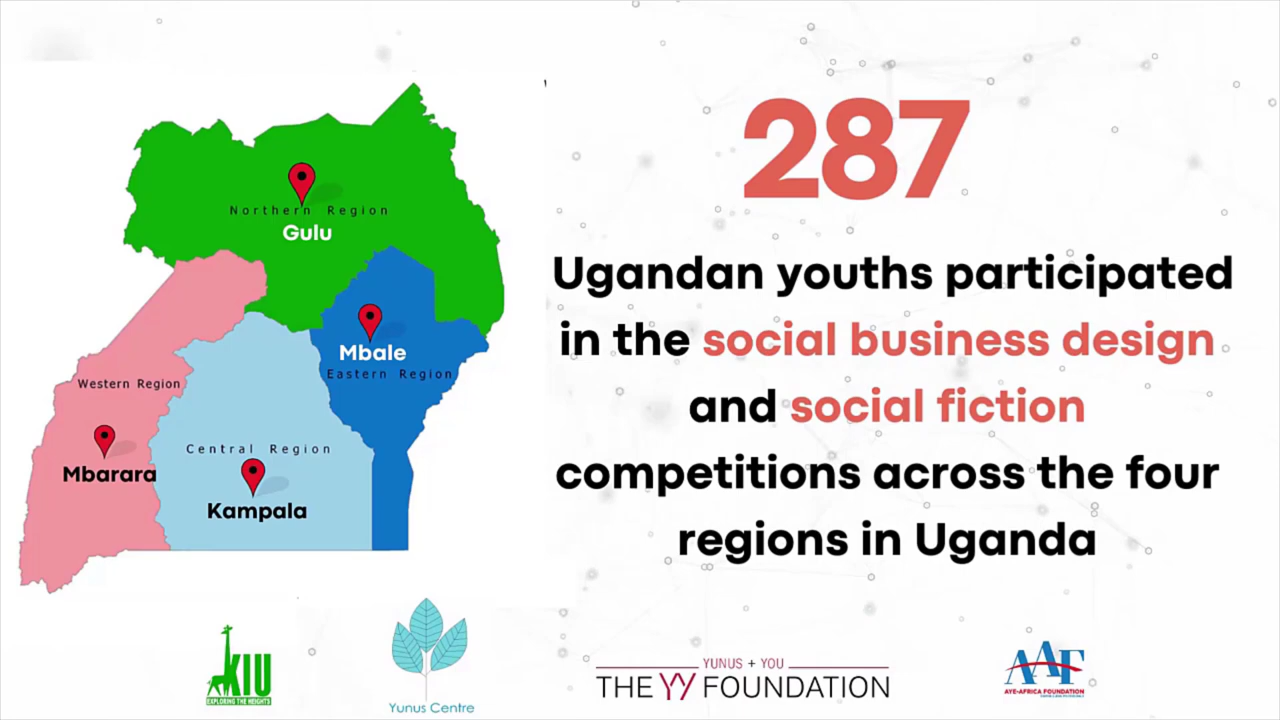 Northern Region
Gulu
Mbale
Eastern Region
Western Region
Mbarara
Central Region
Kampala
287
Ugandan youths participated
in the social business design
and social fiction
competitions across the four
regions in Uganda
KIU
EXPLORING THE HEIGHTS
Yunus Centre
YUNUS + YOU
THE YY FOUNDATION
AAF
AYE-AFRICA FOUNDATION